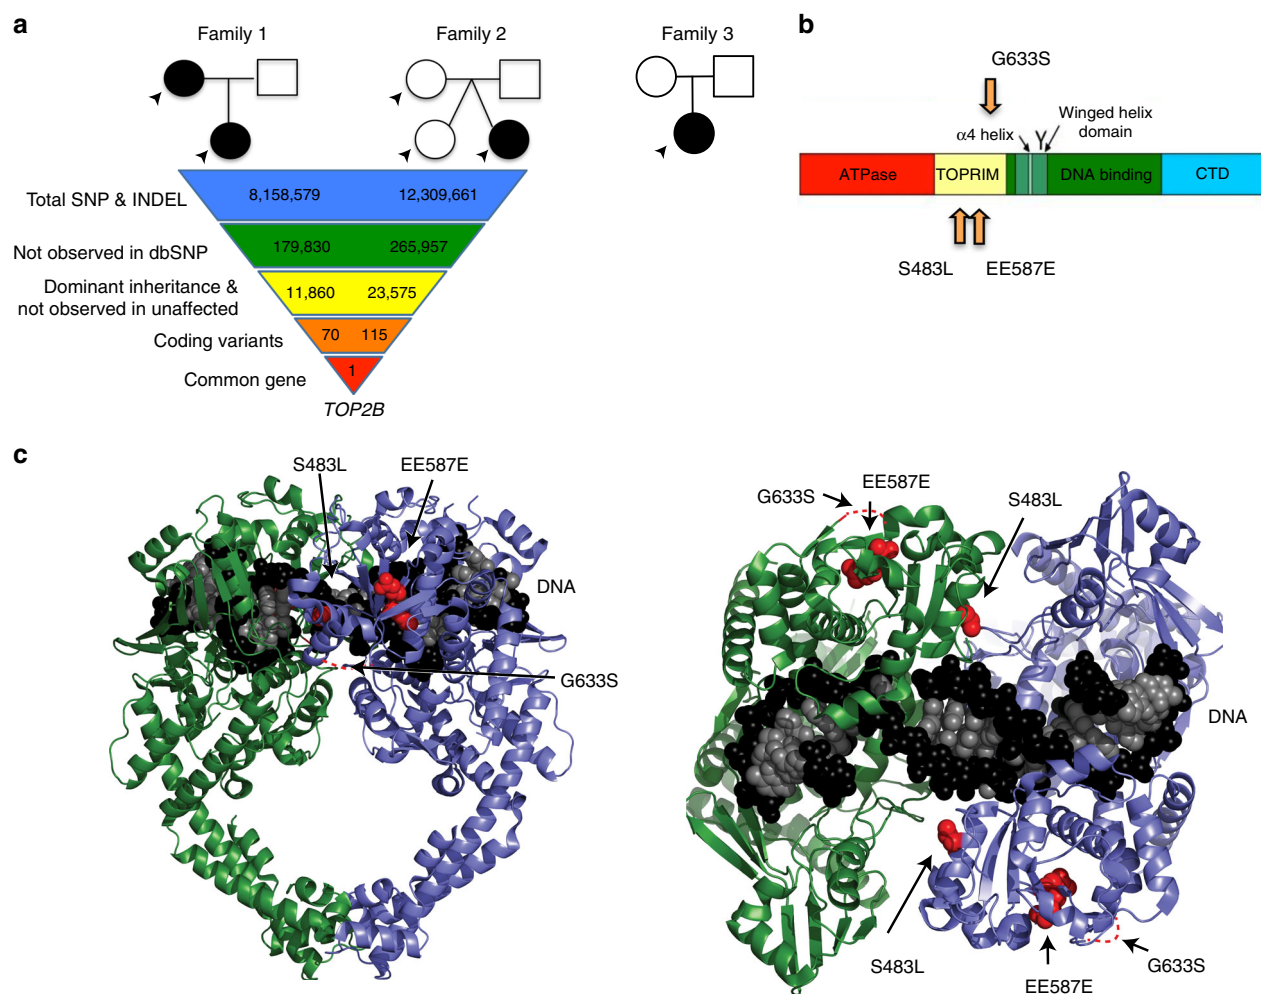 a
Family 1
Family 2
Family 3
Total SNP & INDEL
8,158,579
12,309,661
Not observed in dbSNP
179,830
265,957
Dominant inheritance &
not observed in unaffected
11,860
23,575
Coding variants
70
115
Common gene
1
TOP2B
b
G633S
α4 helix
Winged helix
domain
Y
ATPase
TOPRIM
DNA binding
CTD
S483L
EE587E
c
S483L
EE587E
DNA
G633S
G633S
EE587E
S483L
DNA
S483L
EE587E
G633S